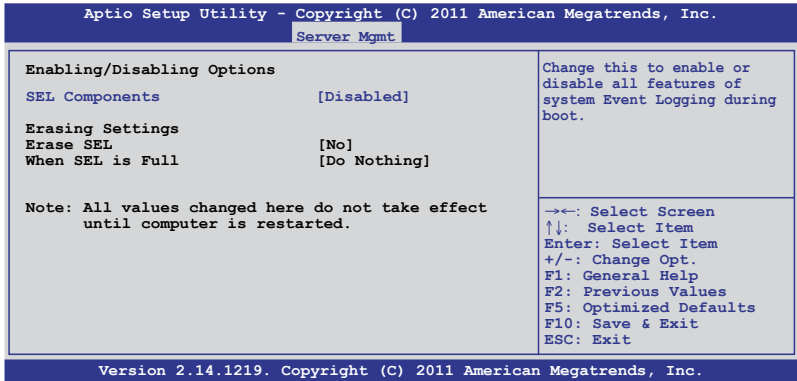 Aptio Setup Utility - Copyright (C) 2011 American Megatrends, Inc.
Server Mgmt
Enabling/Disabling Options
SEL Components [Disabled]
Erasing Settings
Erase SEL [No]
When SEL is Full [Do Nothing]
Note: All values changed here do not take effect
until computer is restarted.
Change this to enable or
disable all features of
system Event Logging during
boot.
→←: Select Screen
↑↓: Select Item
Enter: Select Item
+/-: Change Opt.
F1: General Help
F2: Previous Values
F5: Optimized Defaults
F10: Save & Exit
ESC: Exit
Version 2.14.1219. Copyright (C) 2011 American Megatrends, Inc.